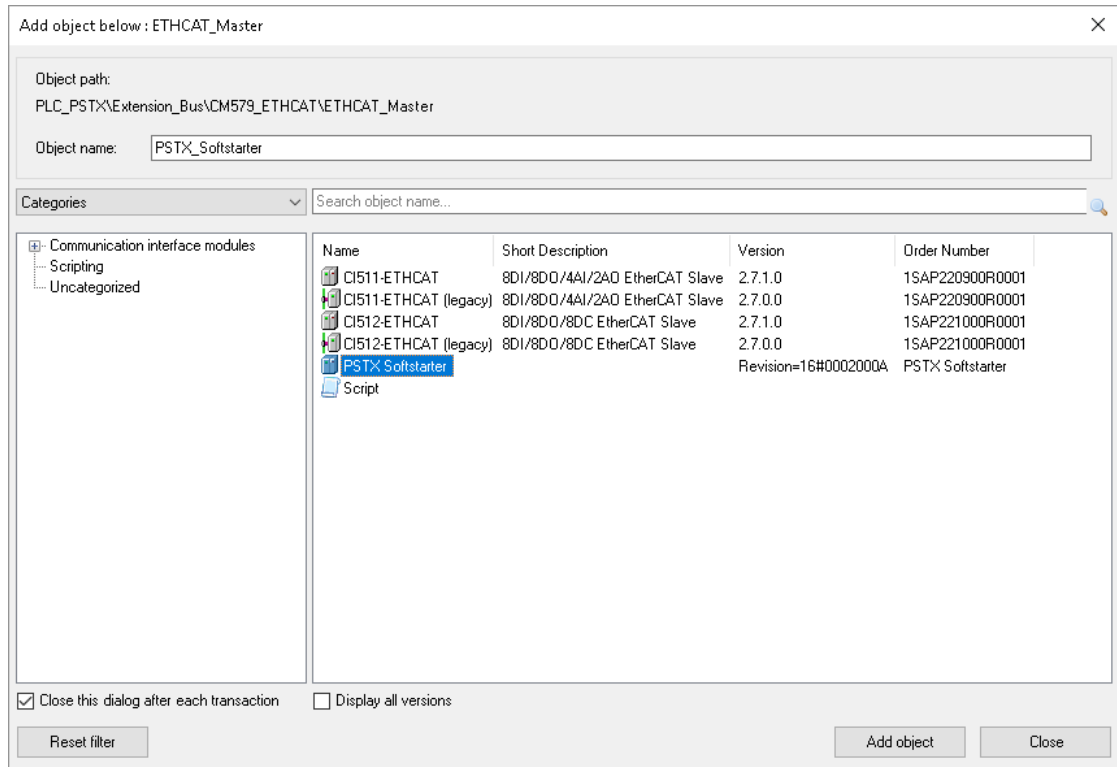 Add object below : ETHCAT_Master
Object path:
PLC_PSTX\Extension_Bus\CM579_ETHCAT\ETHCAT_Master
Object name: PSTX_Softstarter
Categories Search object name...
Communication interface modules
Scripting
Uncategorized
Name Short Description Version Order Number
CI511-ETHCAT 8DI/8DO/4AI/2AO EtherCAT Slave 2.7.1.0 1SAP220900R0001
CI511-ETHCAT (legacy) 8DI/8DO/4AI/2AO EtherCAT Slave 2.7.0.0 1SAP220900R0001
CI512-ETHCAT 8DI/8DO/8DC EtherCAT Slave 2.7.1.0 1SAP221000R0001
CI512-ETHCAT (legacy) 8DI/8DO/8DC EtherCAT Slave 2.7.0.0 1SAP221000R0001
PSTX Softstarter Revision=16#0002000A PSTX Softstarter
Script
Close this dialog after each transaction Display all versions
Reset filter Add object Close